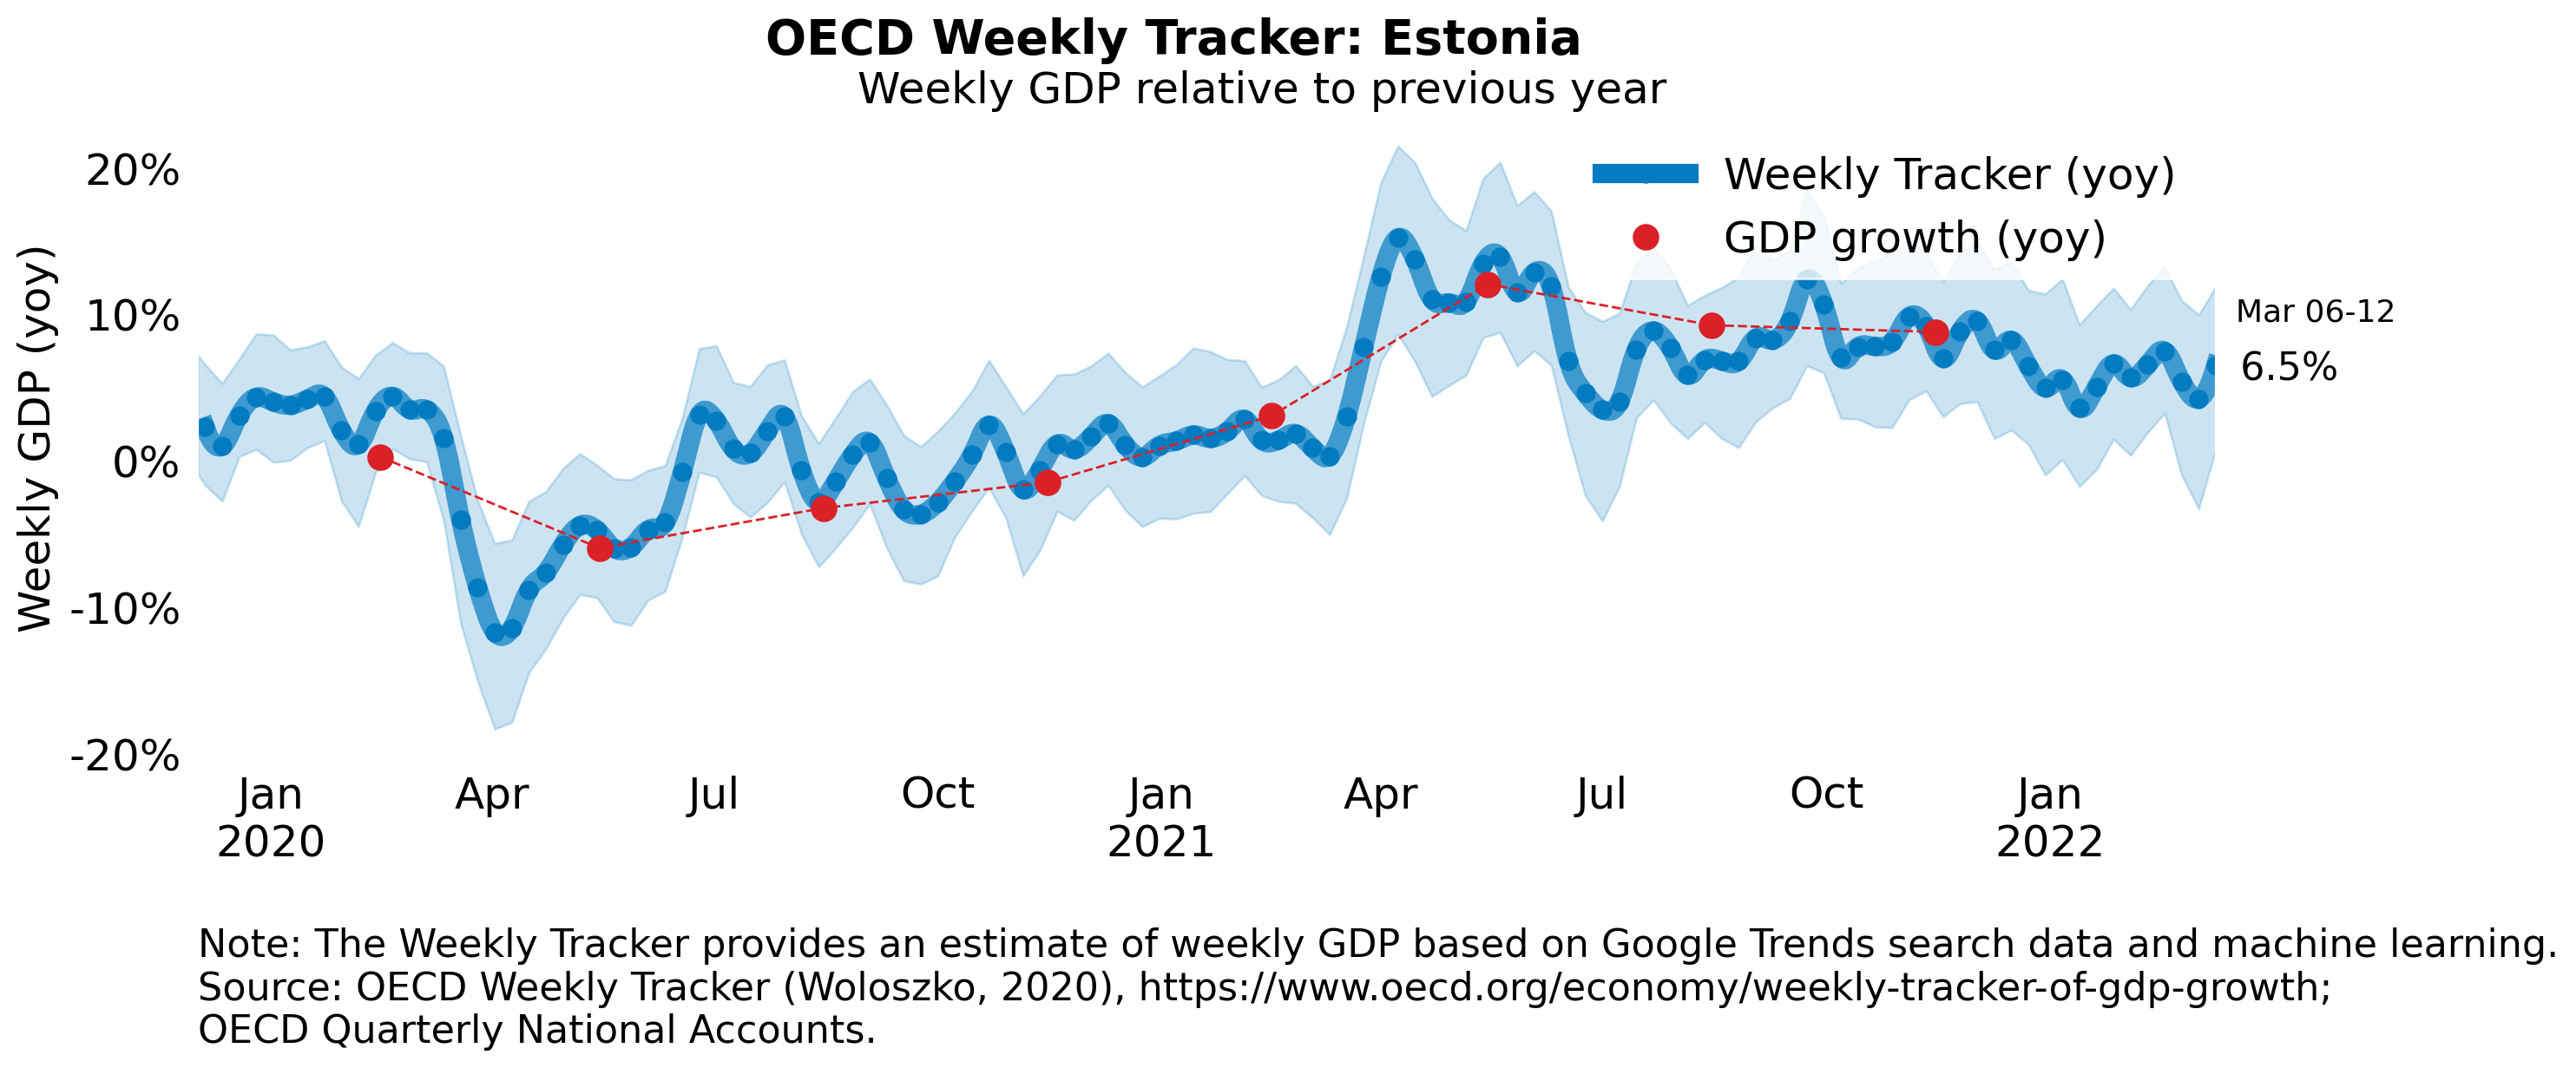 OECD Weekly Tracker: Estonia
Weekly GDP relative to previous year
Weekly GDP (yoy)
20%
10%
0%
-10%
-20%
Weekly Tracker (yoy)
GDP growth (yoy)
Mar 06-12
6.5%
Jan Apr Jul Oct Jan Apr Jul Oct Jan
2020 2021 2022
Note: The Weekly Tracker provides an estimate of weekly GDP based on Google Trends search data and machine learning.
Source: OECD Weekly Tracker (Woloszko, 2020), https://www.oecd.org/economy/weekly-tracker-of-gdp-growth;
OECD Quarterly National Accounts.